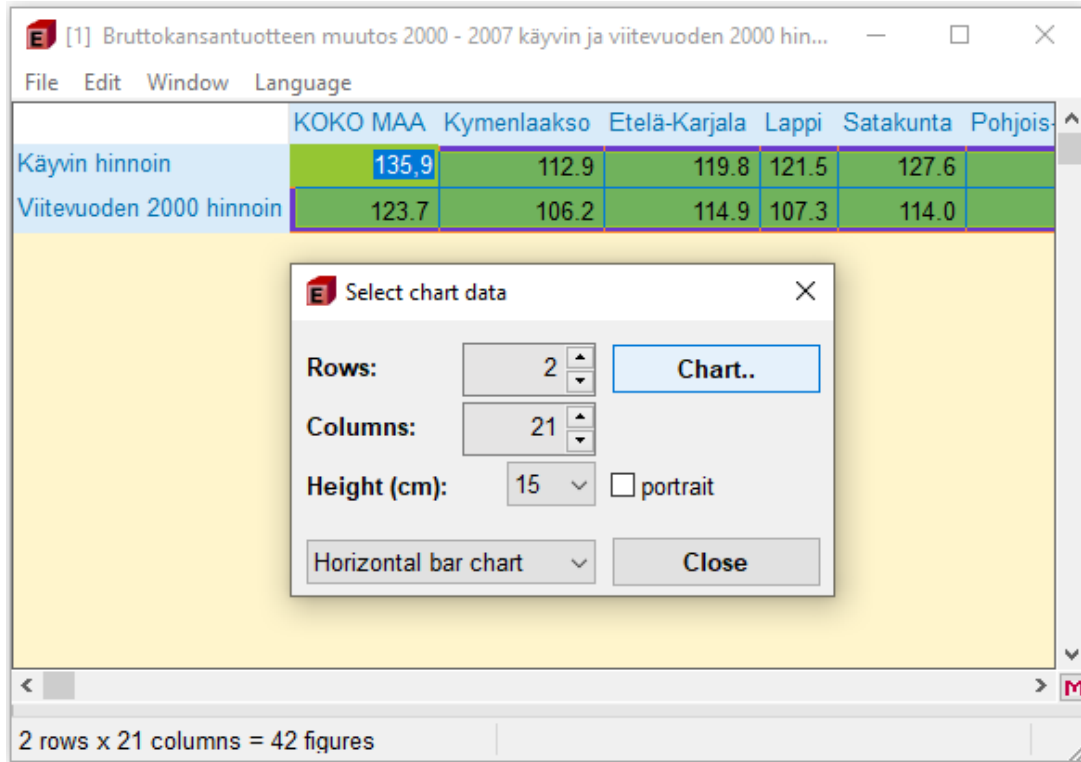 [1] Bruttokansantuotteen muutos 2000 - 2007 käyvin ja viitevuoden 2000 hin...
File Edit Window Language
KOKO MAA Kymenlaakso Etelä-Karjala Lappi Satakunta Pohjois-
Käyvin hinnoin 135,9 112.9 119.8 121.5 127.6
Viitevuoden 2000 hinnoin 123.7 106.2 114.9 107.3 114.0
E Select chart data
Rows: 2 Chart..
Columns: 21
Height (cm): 15 portrait
Horizontal bar chart Close
M
2 rows x 21 columns = 42 figures